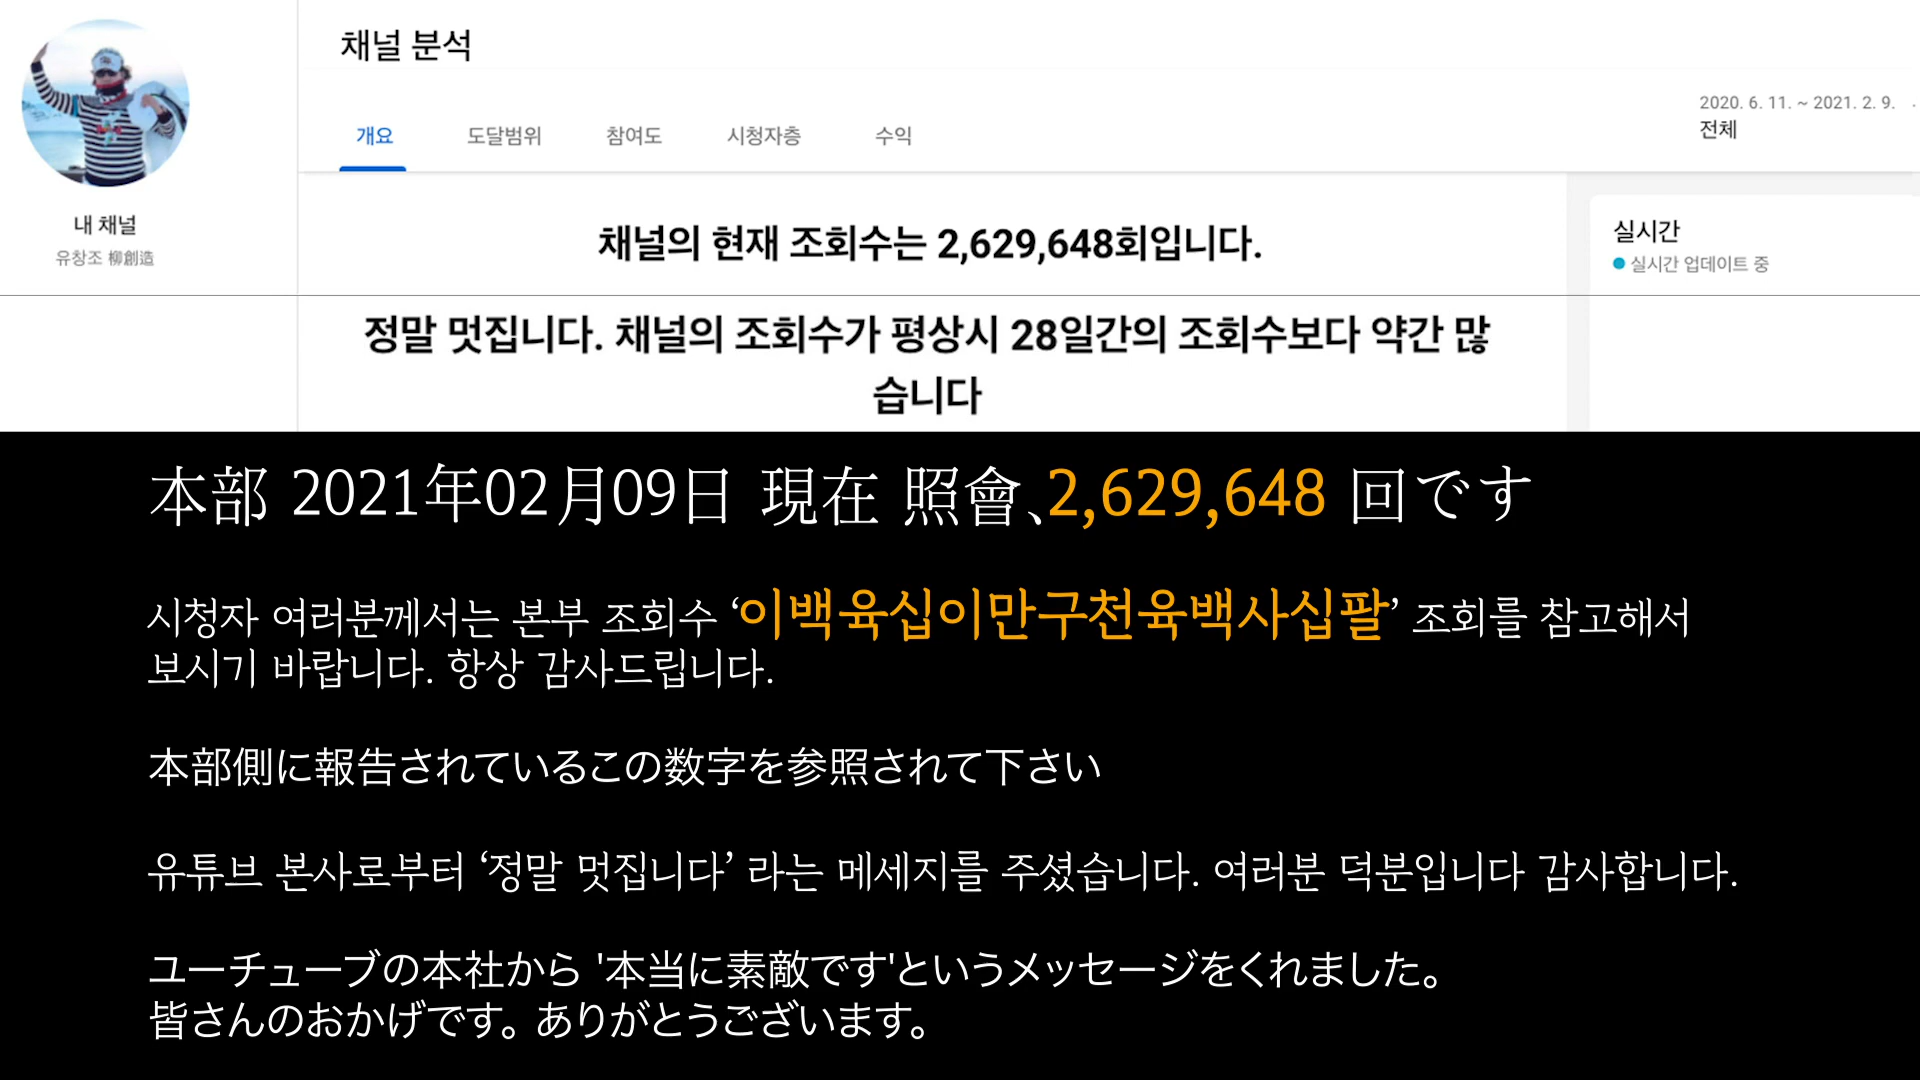 채널 분석
2020. 6. 11. ~ 2021. 2. 9.
전체
개요 도달범위 참여도 시청자층 수익
내 채널
유창조 柳創造
채널의 현재 조회수는 2,629,648회입니다.
실시간
실시간 업데이트 중
정말 멋집니다. 채널의 조회수가 평상시 28일간의 조회수보다 약간 많
습니다
本部 2021年02月09日 現在 照會、2,629,648 回です
시청자 여러분께서는 본부 조회수 ‘이백육십이만구천육백사십팔’ 조회를 참고해서
보시기 바랍니다. 항상 감사드립니다.
本部側に報告されているこの数字を参照されて下さい
유튜브 본사로부터 ‘정말 멋집니다’ 라는 메세지를 주셨습니다. 여러분 덕분입니다 감사합니다.
ユーチューブの本社から '本当に素敵です'というメッセージをくれました。
皆さんのおかげです。ありがとうございます。